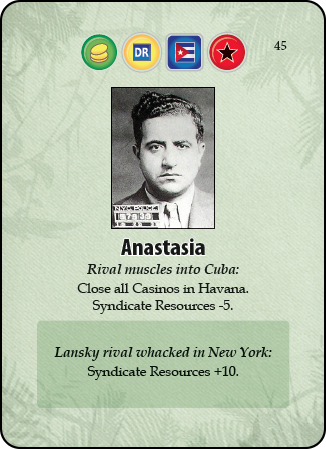 DR
45
N.Y.C. POLICE
Anastasia
Rival muscles into Cuba:
Close all Casinos in Havana.
Syndicate Resources -5.
Lansky rival whacked in New York:
Syndicate Resources +10.